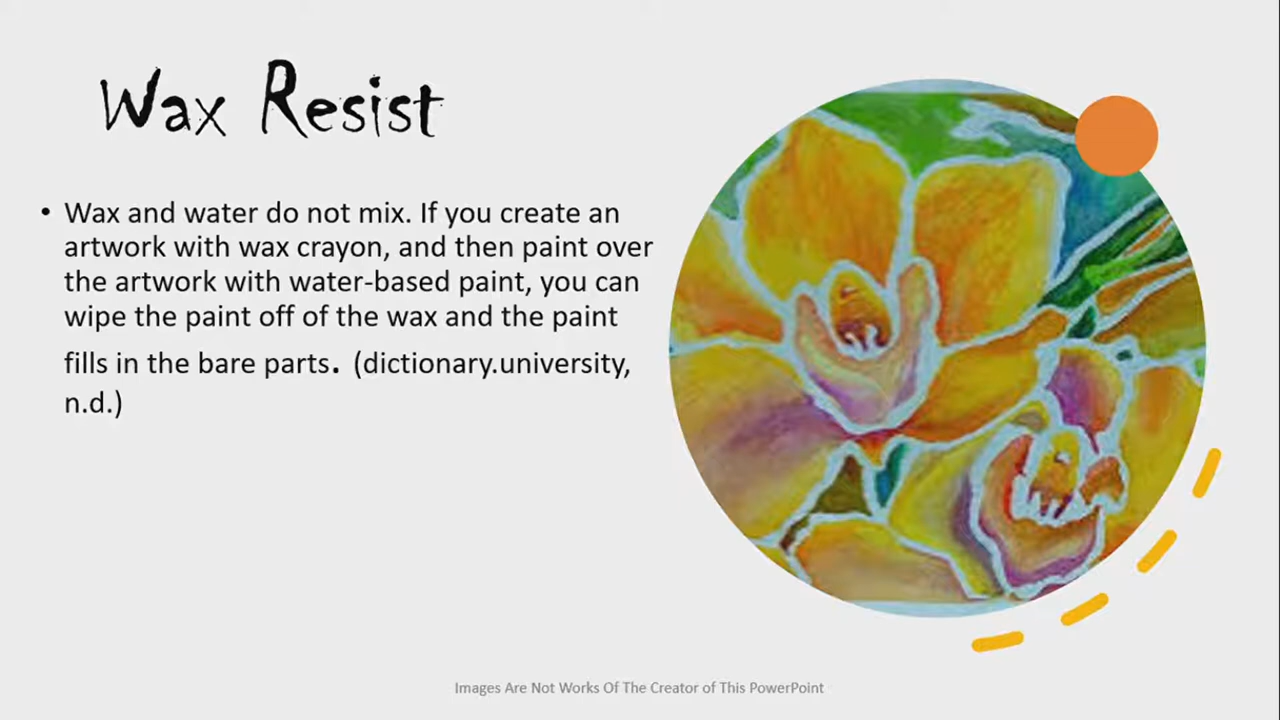 Wax Resist
• Wax and water do not mix. If you create an
artwork with wax crayon, and then paint over
the artwork with water-based paint, you can
wipe the paint off of the wax and the paint
fills in the bare parts. (dictionary.university,
n.d.)
Images Are Not Works Of The Creator of This PowerPoint